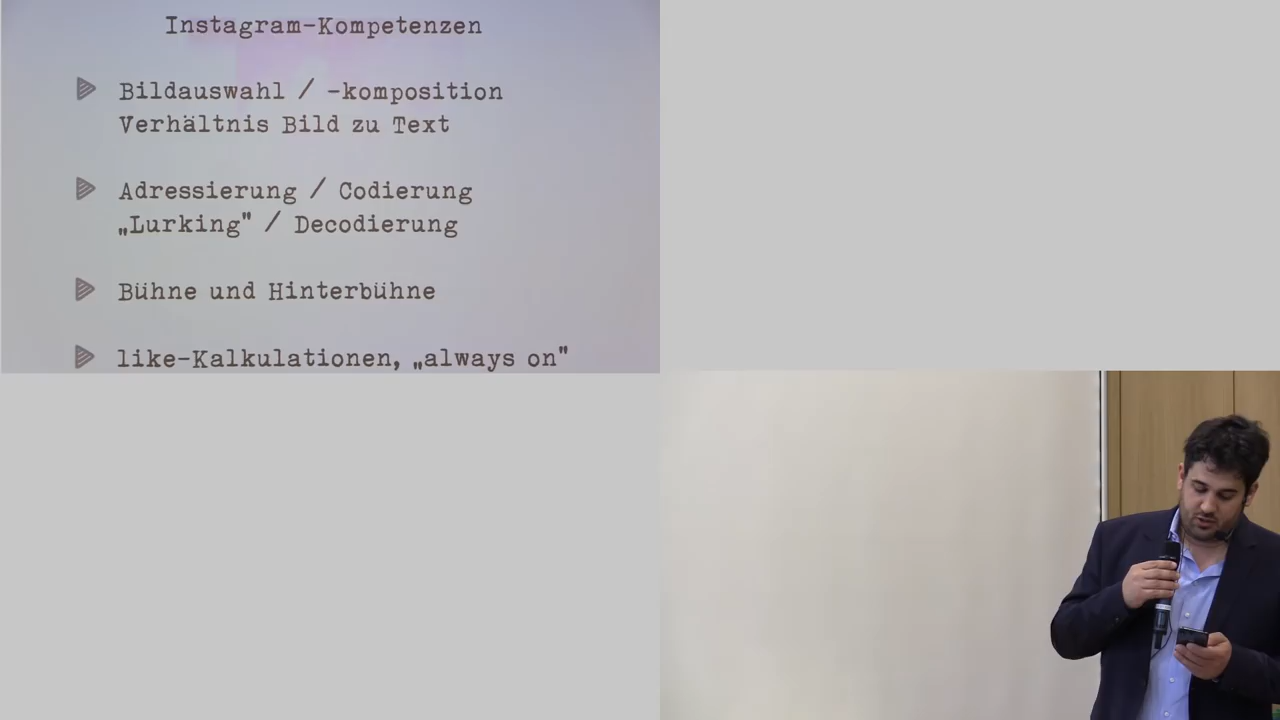 Instagram-Kompetenzen
Bildauswahl / -komposition
Verhältnis Bild zu Text
Adressierung / Codierung
„Lurking" / Decodierung
Bühne und Hinterbühne
like-Kalkulationen, „always on"